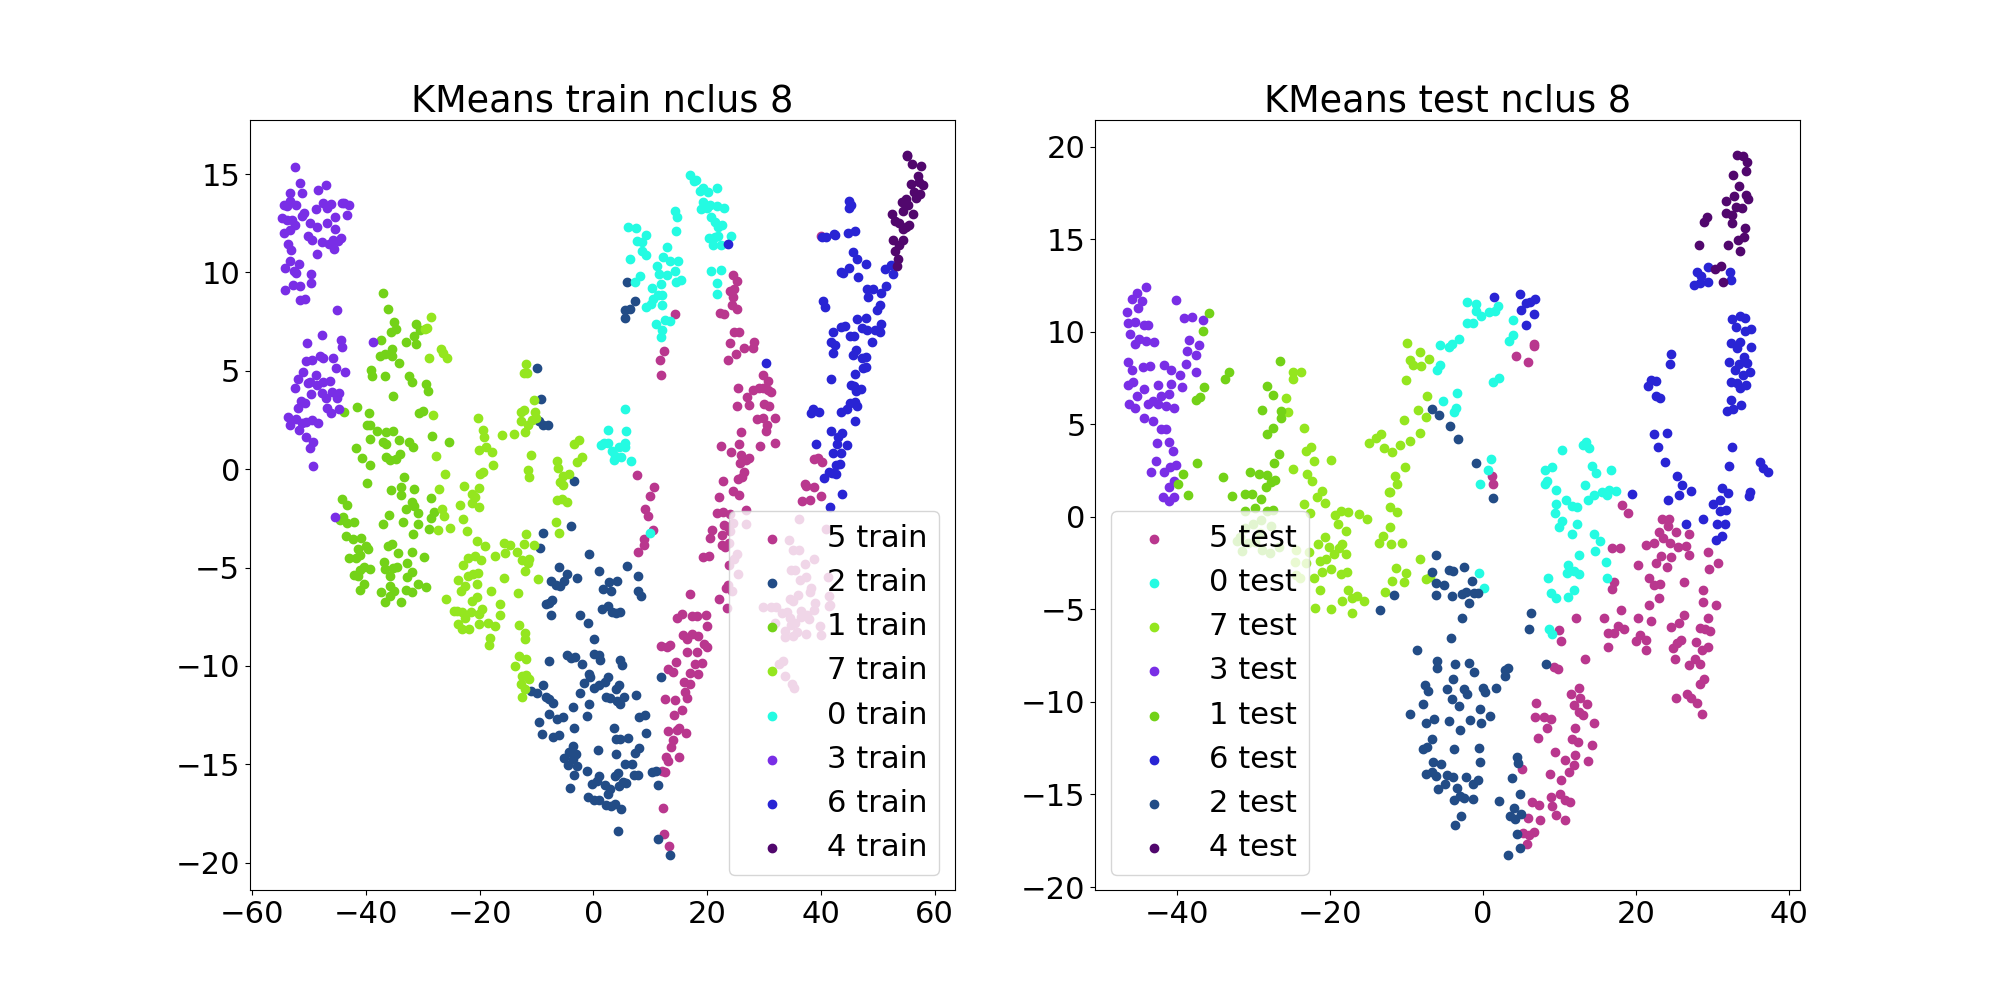 KMeans train nclus 8
15
10
5
0
−5
−10
−15
−20
−60
−40
−20
0
20
40
60
5 train
2 train
1 train
7 train
0 train
3 train
6 train
4 train
KMeans test nclus 8
20
15
10
5
0
−5
−10
−15
−20
−40
−20
0
20
40
5 test
0 test
7 test
3 test
1 test
6 test
2 test
4 test